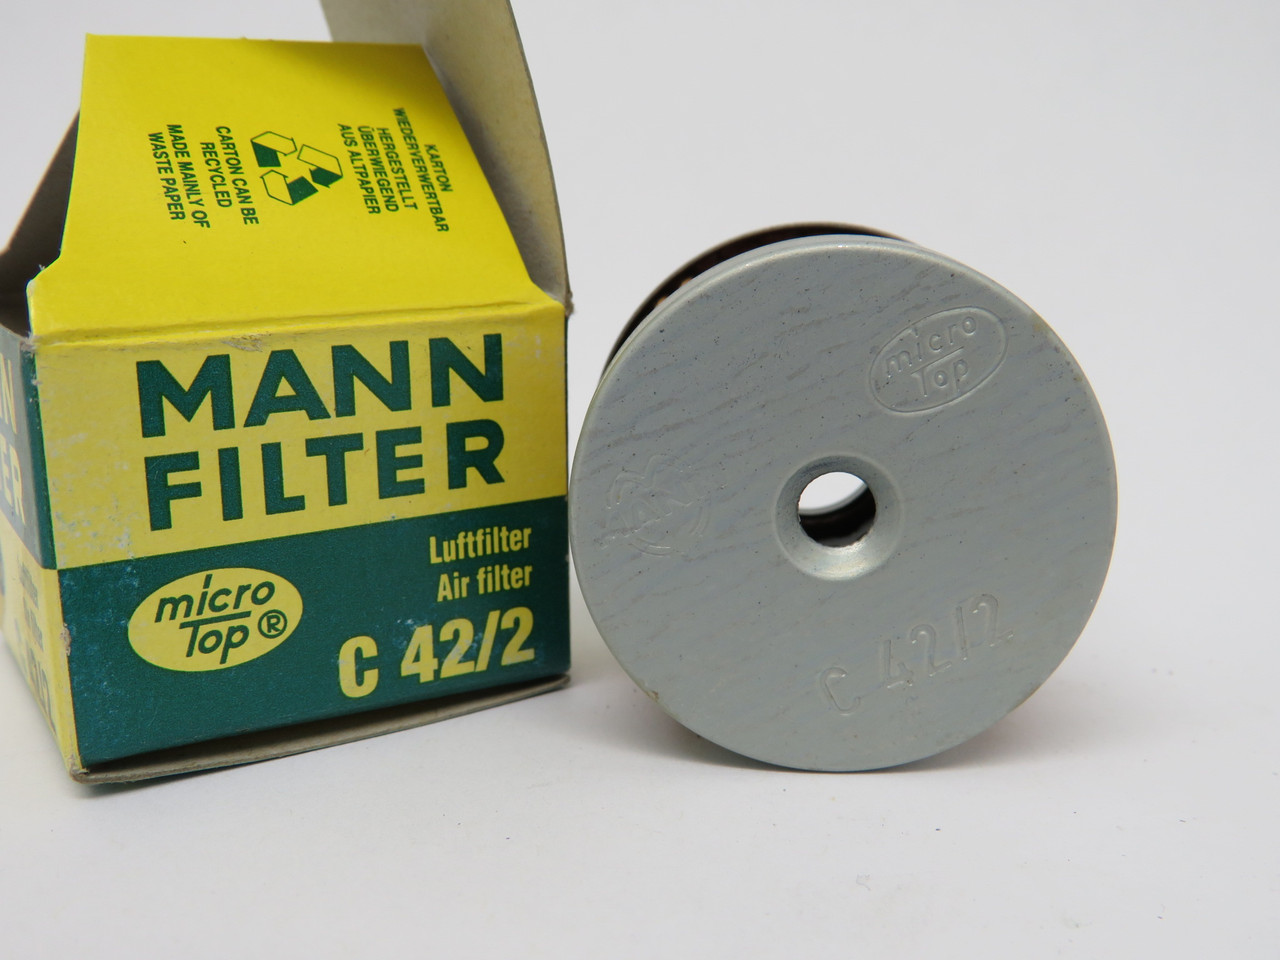 KARTON
WIEDERVERWERTBAR
HERGESTELLT
ÜBERWIEGEND
AUS ALTPAPIER
CARTON CAN BE
RECYCLED
MADE MAINLY OF
WASTE PAPER
MANN
FILTER
Luftfilter
Air filter
micro
Top®
C 42/2
micro
Top
MANN
C 42/2